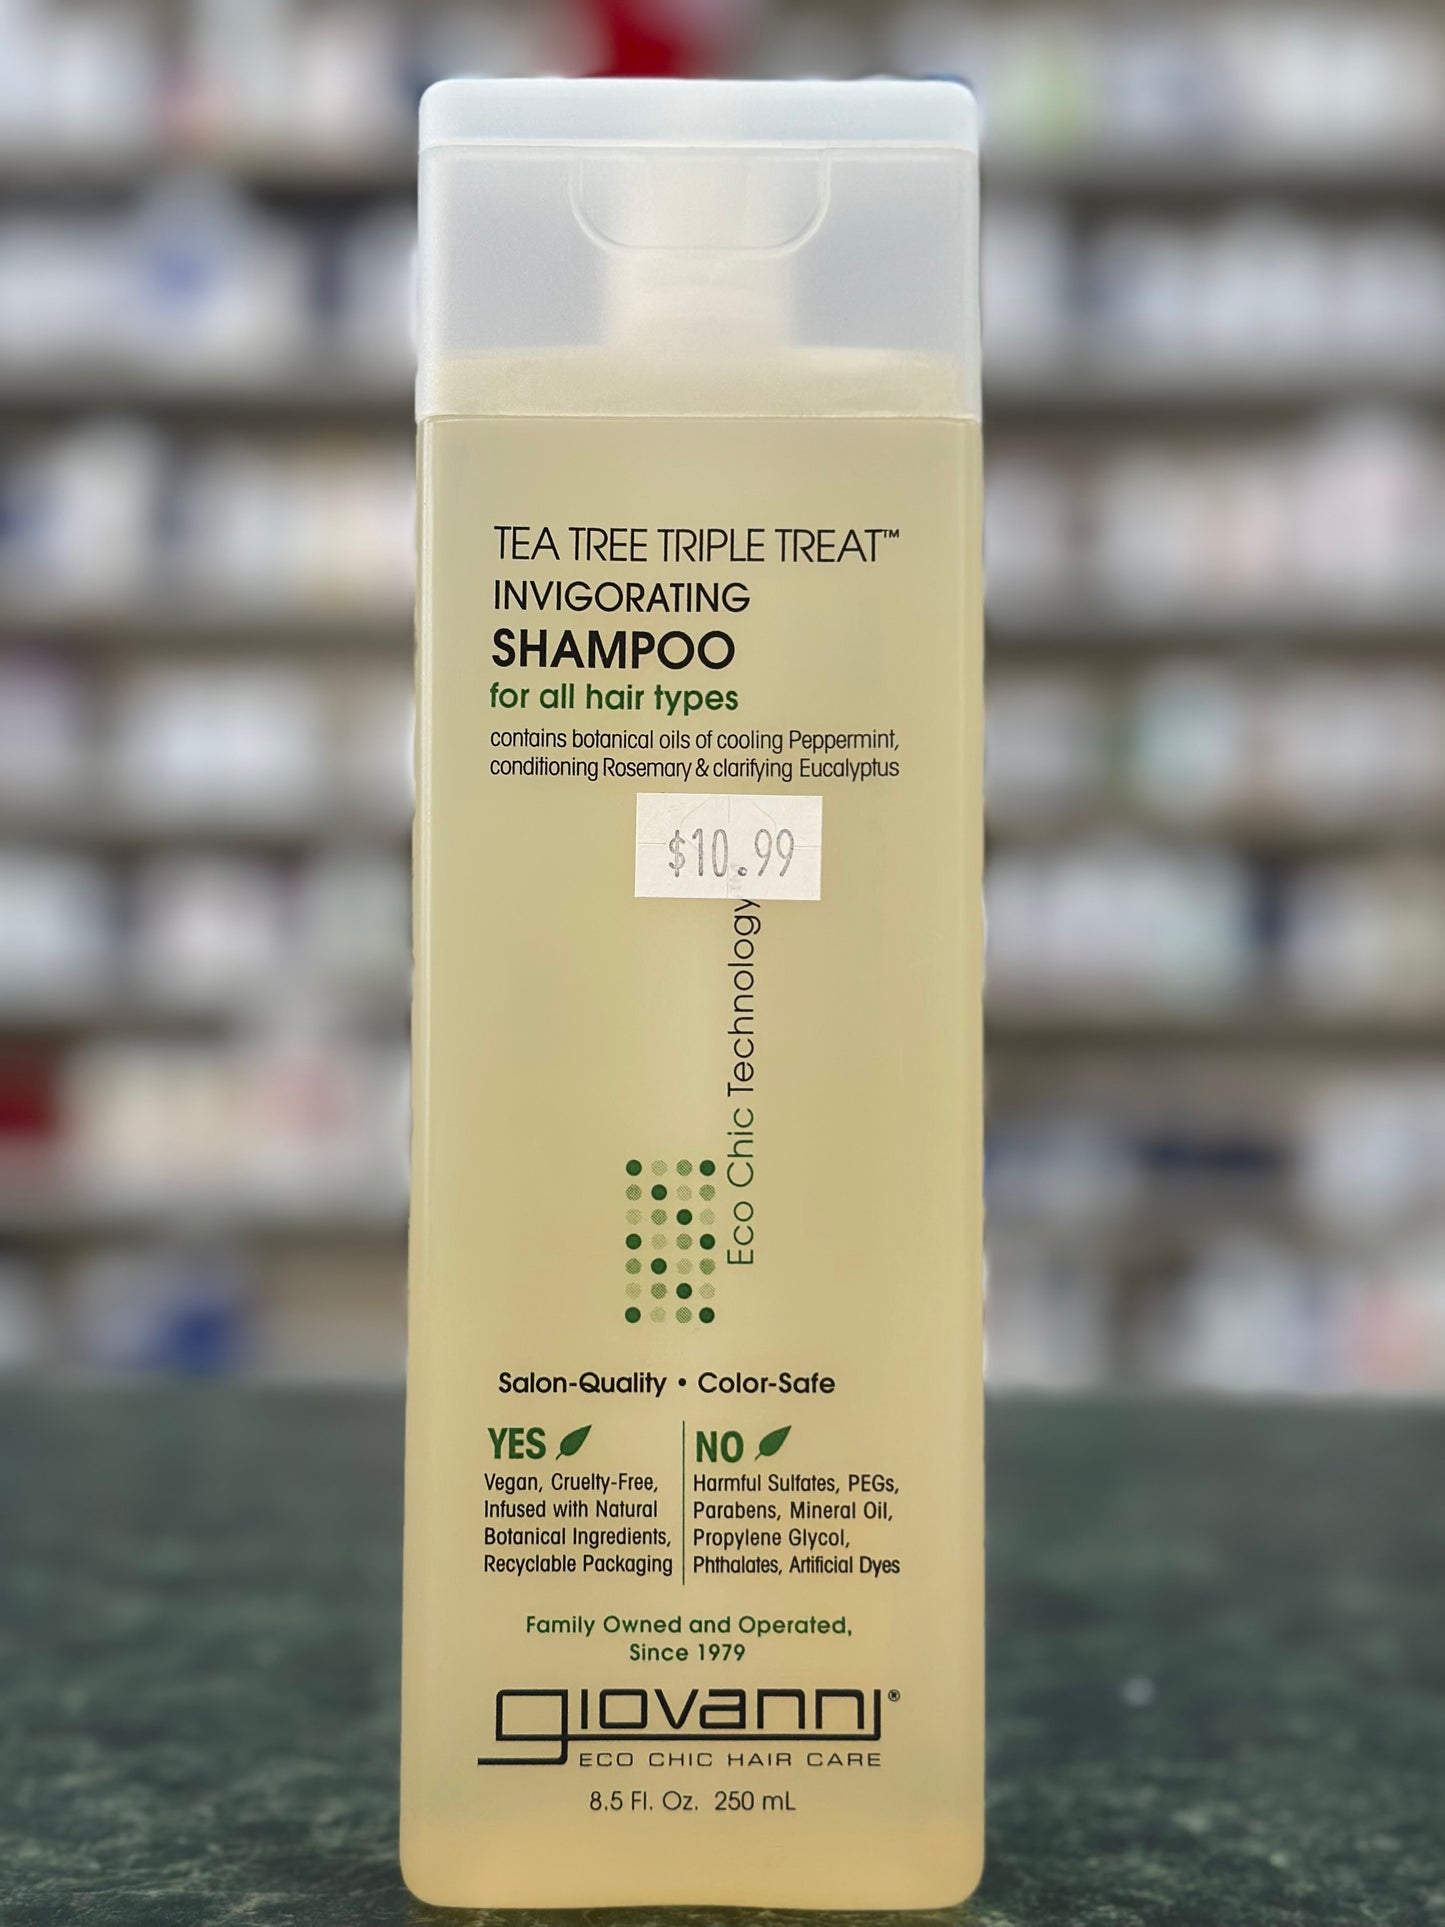 TEA TREE TRIPLE TREAT™
INVIGORATING
SHAMPOO
for all hair types
contains botanical oils of cooling Peppermint,
conditioning Rosemary & clarifying Eucalyptus
$10.99
Eco Chic Technology
Salon-Quality • Color-Safe
YES
Vegan, Cruelty-Free,
Infused with Natural
Botanical Ingredients,
Recyclable Packaging
NO
Harmful Sulfates, PEGs,
Parabens, Mineral Oil,
Propylene Glycol,
Phthalates, Artificial Dyes
Family Owned and Operated,
Since 1979
giovanni®
ECO CHIC HAIR CARE
8.5 Fl. Oz. 250 mL